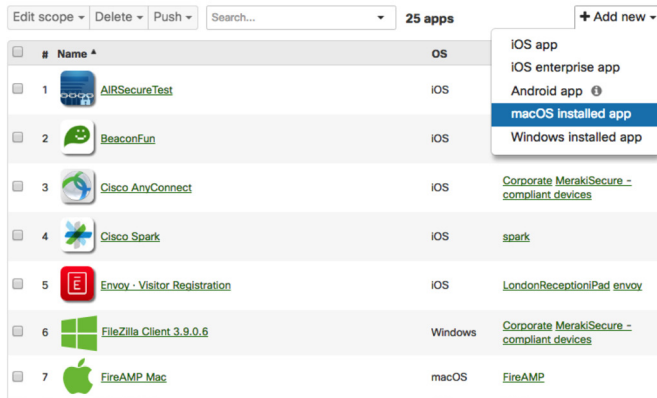 Edit scope Delete Push Search... 25 apps + Add new
# Name OS
iOS app
iOS enterprise app
Android app
macOS installed app
Windows installed app
1 AIRSecureTest iOS
2 BeaconFun iOS
3 Cisco AnyConnect iOS Corporate MerakiSecure -
compliant devices
4 Cisco Spark iOS spark
5 Envoy · Visitor Registration iOS LondonReceptioniPad envoy
6 FileZilla Client 3.9.0.6 Windows Corporate MerakiSecure -
compliant devices
7 FireAMP Mac macOS FireAMP